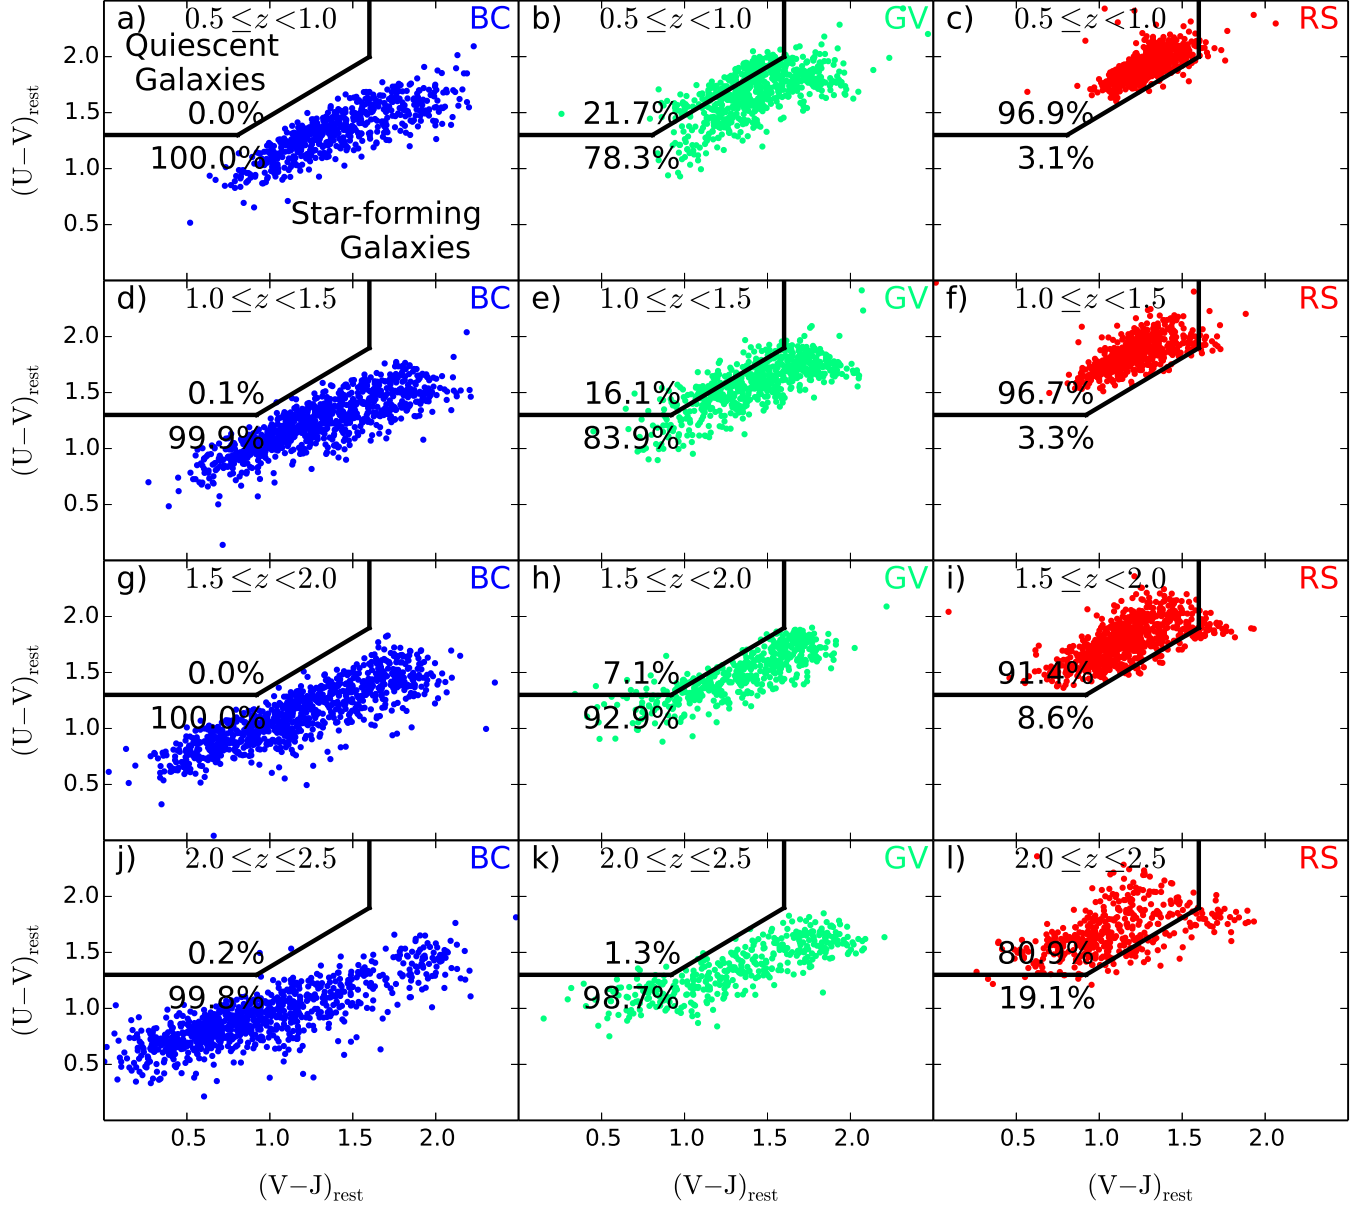 a) 0.5 ≤ z < 1.0 BC
Quiescent
Galaxies
0.0%
100.0%
Star-forming
Galaxies
b) 0.5 ≤ z < 1.0 GV
21.7%
78.3%
c) 0.5 ≤ z < 1.0 RS
96.9%
3.1%
(U−V)rest
2.0
1.5
1.0
0.5
d) 1.0 ≤ z < 1.5 BC
0.1%
99.9%
e) 1.0 ≤ z < 1.5 GV
16.1%
83.9%
f) 1.0 ≤ z < 1.5 RS
96.7%
3.3%
(U−V)rest
2.0
1.5
1.0
0.5
g) 1.5 ≤ z < 2.0 BC
0.0%
100.0%
h) 1.5 ≤ z < 2.0 GV
7.1%
92.9%
i) 1.5 ≤ z < 2.0 RS
91.4%
8.6%
(U−V)rest
2.0
1.5
1.0
0.5
j) 2.0 ≤ z ≤ 2.5 BC
0.2%
99.8%
k) 2.0 ≤ z ≤ 2.5 GV
1.3%
98.7%
l) 2.0 ≤ z ≤ 2.5 RS
80.9%
19.1%
(U−V)rest
2.0
1.5
1.0
0.5
0.5 1.0 1.5 2.0 0.5 1.0 1.5 2.0 0.5 1.0 1.5 2.0
(V−J)rest (V−J)rest (V−J)rest